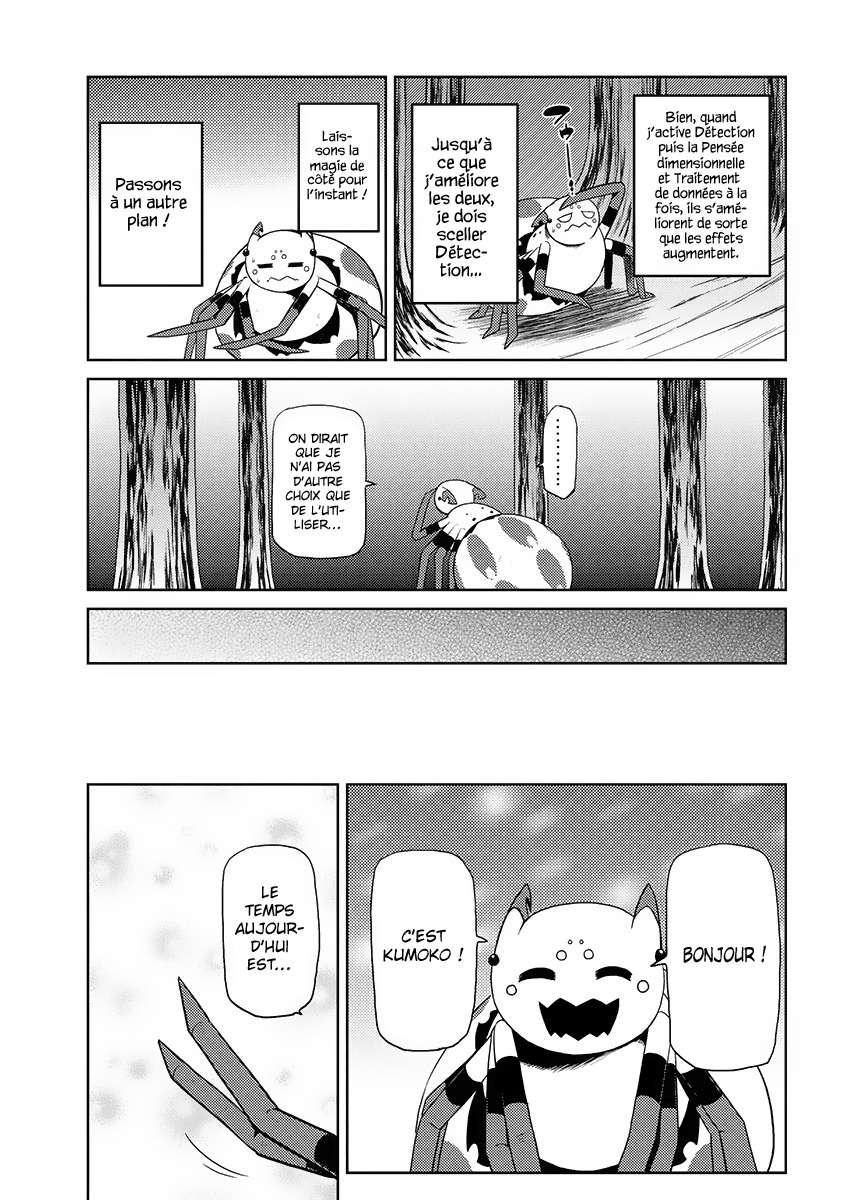 Bien, quand
j'active Détection
puis la Pensée
dimensionnelle
et Traitement
de données à la
fois, ils s'amé-
liorent de sorte
que les effets
augmentent.
Jusqu'à
ce que
j'améliore
les deux,
je dois
sceller
Détec-
tion...
Lais-
sons la
magie de
côté pour
l'instant !
Passons
à un autre
plan !
.........
ON DIRAIT
QUE JE
N'AI PAS
D'AUTRE
CHOIX QUE
DE L'UTI-
LISER...
BONJOUR !
C'EST
KUMOKO !
LE
TEMPS
AUJOUR-
D'HUI
EST...